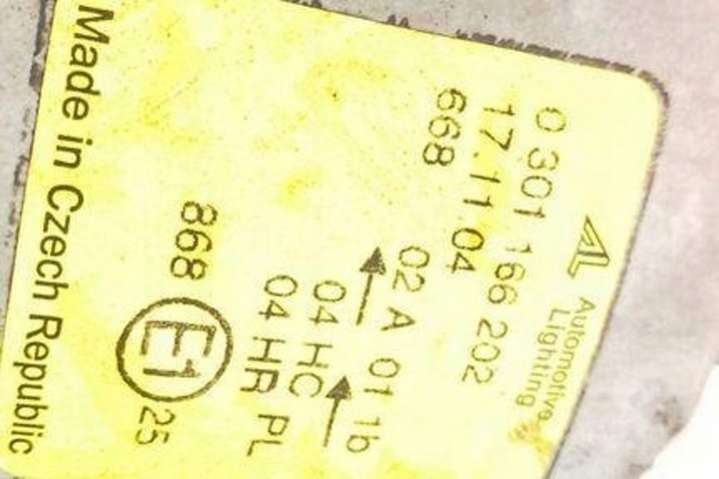 Automotive
Lighting
0 301 166 202
17.11.04
668
02 A 01 1b
04 HC
04 HR PL
868 E1 25
Made in Czech Republic